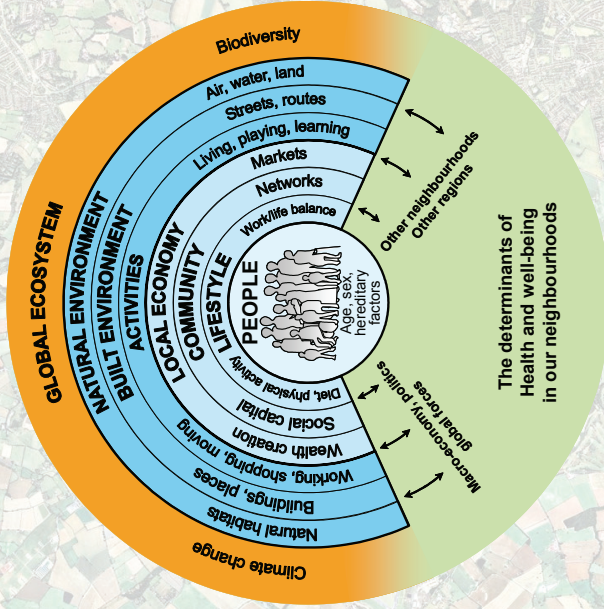 The determinants of
Health and well-being
in our neighbourhoods
GLOBAL ECOSYSTEM
Biodiversity
Climate change
NATURAL ENVIRONMENT
Air, water, land
Natural habitats
BUILT ENVIRONMENT
Streets, routes
Buildings, places
ACTIVITIES
Living, playing, learning
Working, shopping, moving
LOCAL ECONOMY
Markets
Wealth creation
COMMUNITY
Networks
Social capital
LIFESTYLE
Work/life balance
Diet, physical activity
PEOPLE
Age, sex,
hereditary
factors
Other neighbourhoods
Other regions
Macro-economy, politics
global forces